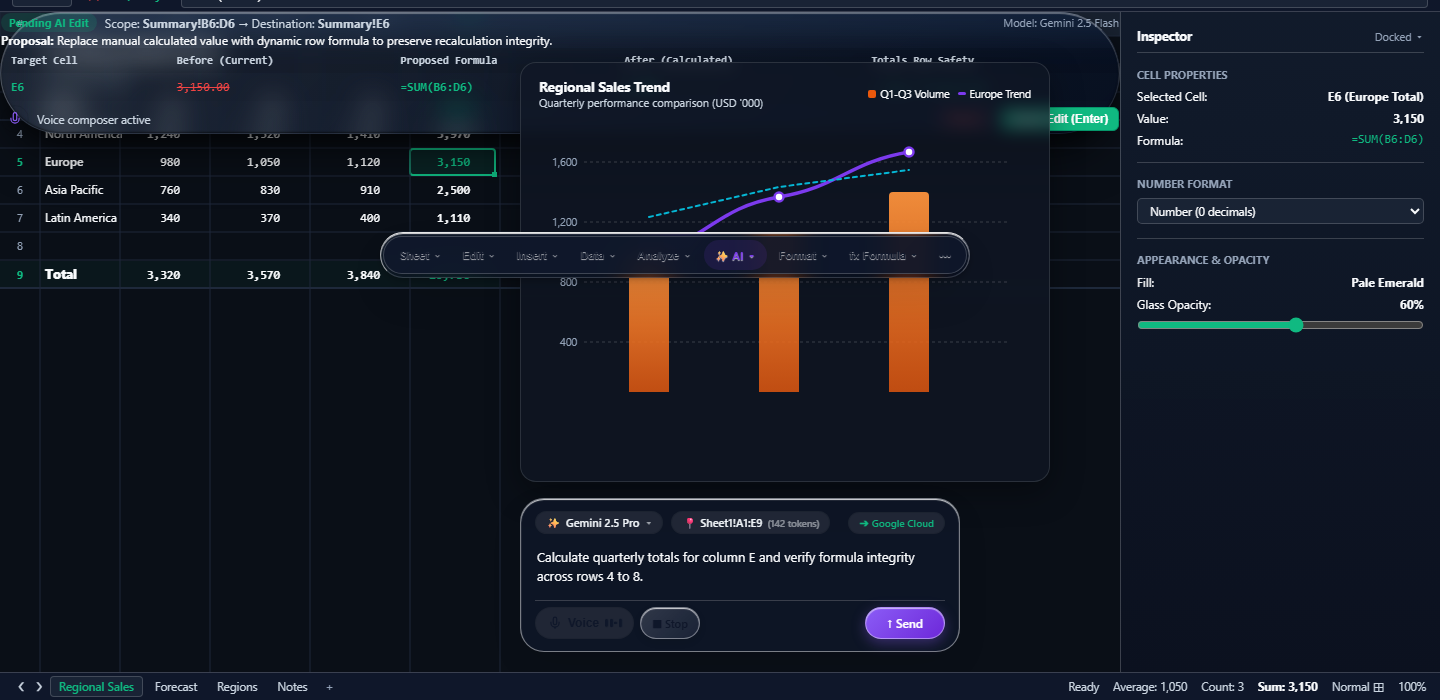 Pending AI Edit Scope: Summary!B6:D6 → Destination: Summary!E6 Model: Gemini 2.5 Flash
Proposal: Replace manual calculated value with dynamic row formula to preserve recalculation integrity.
Target Cell Before (Current) Proposed Formula After (Calculated) Totals Row Safety
E6 3,150.00 =SUM(B6:D6)
Voice composer active
Edit (Enter)
4 North America 1,240 1,320 1,410 3,970
5 Europe 980 1,050 1,120 3,150
6 Asia Pacific 760 830 910 2,500
7 Latin America 340 370 400 1,110
8
9 Total 3,320 3,570 3,840
Regional Sales Trend
Quarterly performance comparison (USD '000)
Q1-Q3 Volume Europe Trend
1,600
1,200
800
400
Sheet Edit Insert Data Analyze ✨ AI Format fx Formula ...
✨ Gemini 2.5 Pro 📍 Sheet1!A1:E9 (142 tokens) ➔ Google Cloud
Calculate quarterly totals for column E and verify formula integrity
across rows 4 to 8.
Voice Stop ↑ Send
Inspector Docked
CELL PROPERTIES
Selected Cell: E6 (Europe Total)
Value: 3,150
Formula: =SUM(B6:D6)
NUMBER FORMAT
Number (0 decimals)
APPEARANCE & OPACITY
Fill: Pale Emerald
Glass Opacity: 60%
❮ ❯ Regional Sales Forecast Regions Notes + Ready Average: 1,050 Count: 3 Sum: 3,150 Normal ⊞ 100%